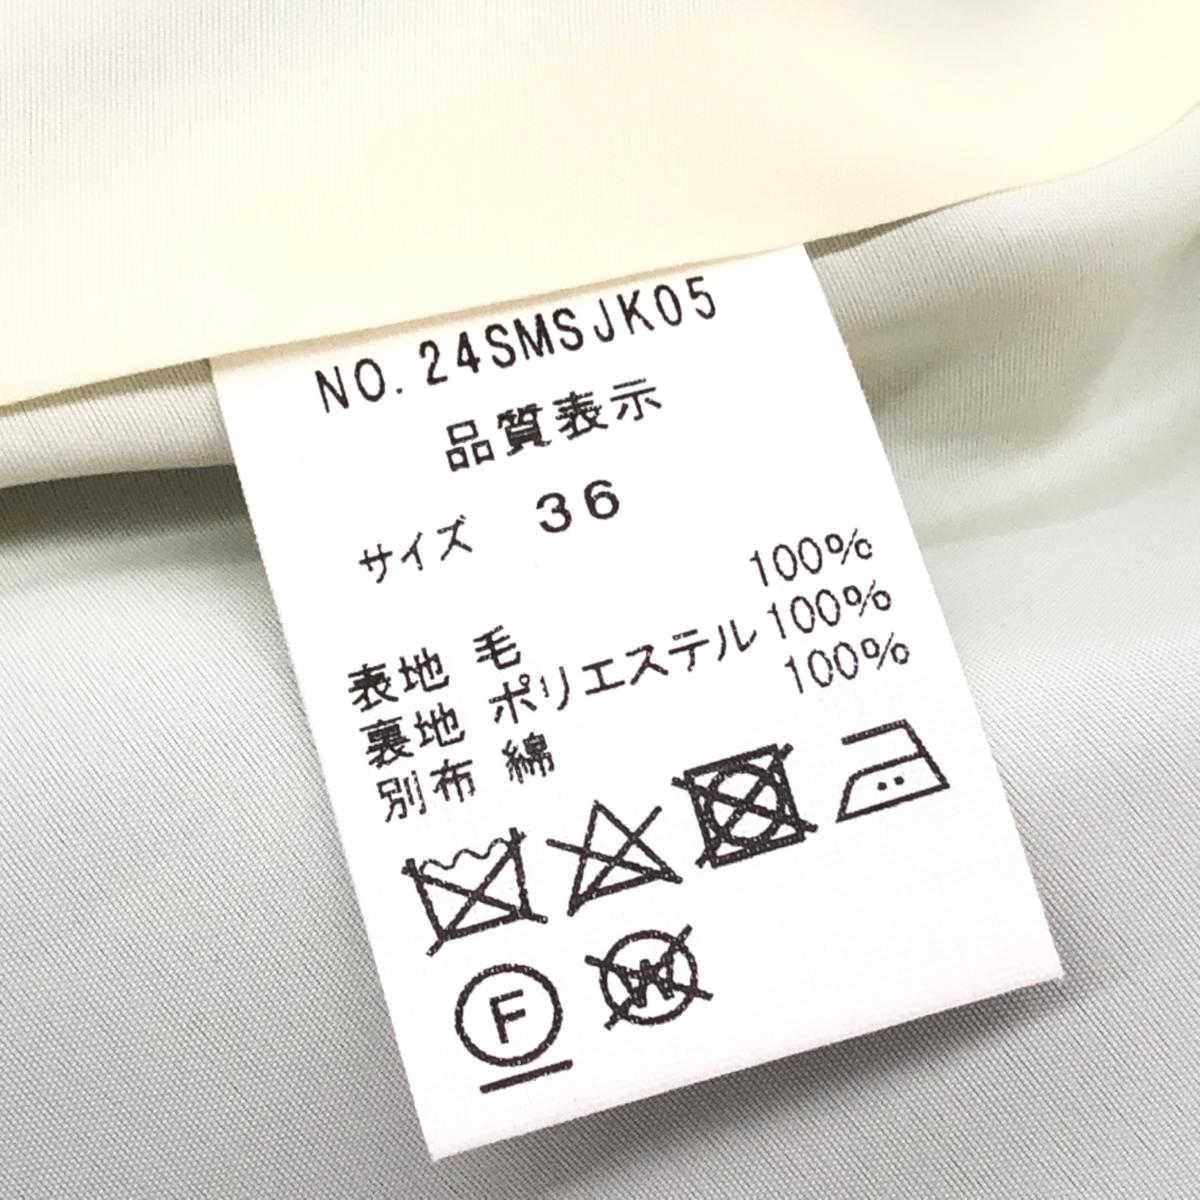 NO.24SMSJK05
品質表示
サイズ 36
表地 毛 100%
裏地 ポリエステル 100%
別布 綿 100%
F
W